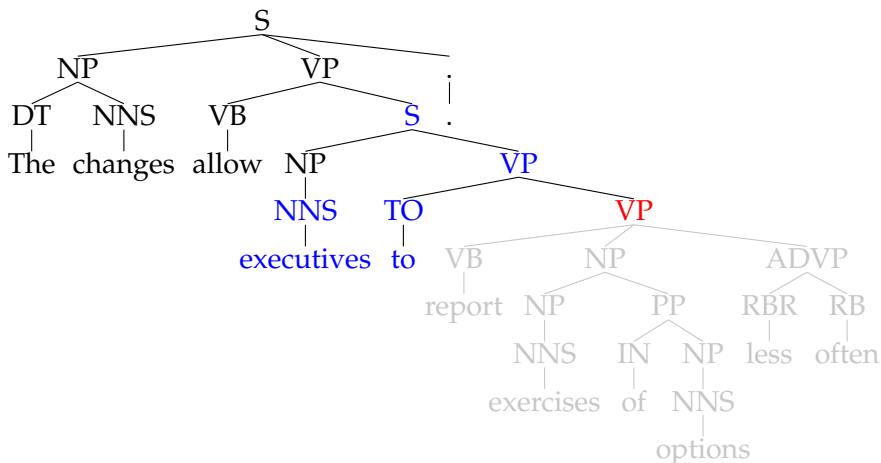 S
NP VP .
DT NNS VB S .
The changes allow NP VP
NNS TO VP
executives to VB NP ADVP
report NP PP RBR RB
NNS IN NP less often
exercises of NNS
options